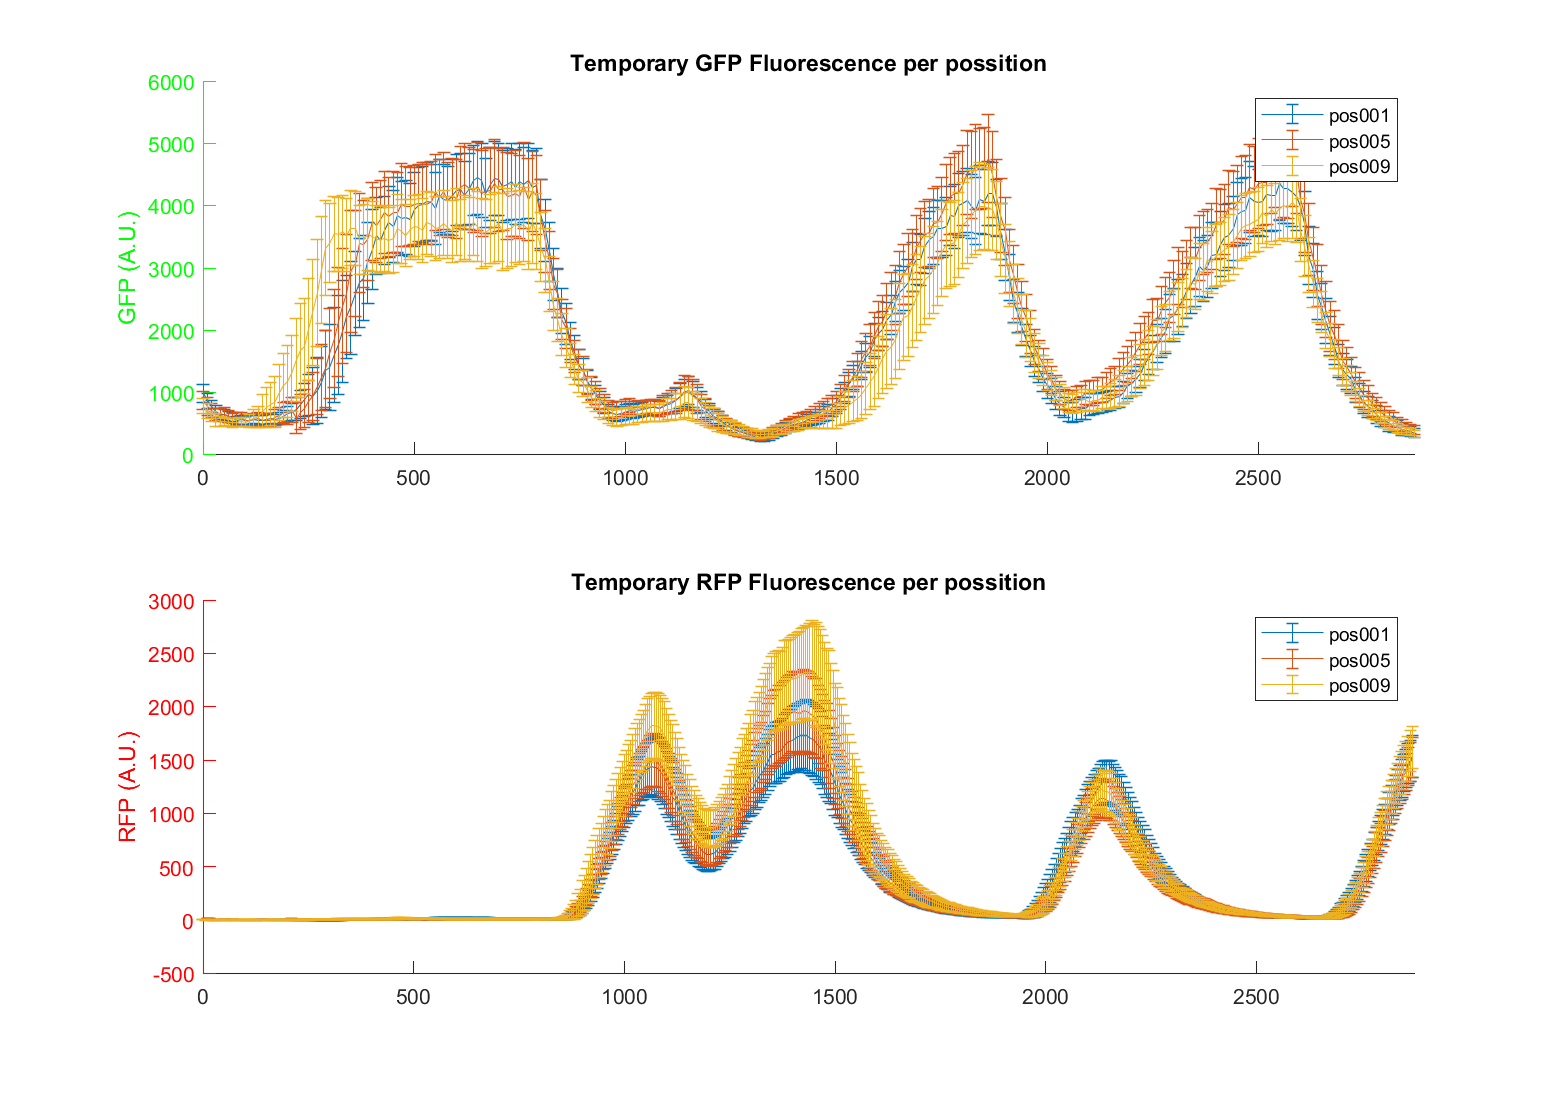 Temporary GFP Fluorescence per possition
6000
5000
4000
3000
2000
1000
0
GFP (A.U.)
pos001
pos005
pos009
0 500 1000 1500 2000 2500
Temporary RFP Fluorescence per possition
3000
2500
2000
1500
1000
500
0
-500
RFP (A.U.)
pos001
pos005
pos009
0 500 1000 1500 2000 2500